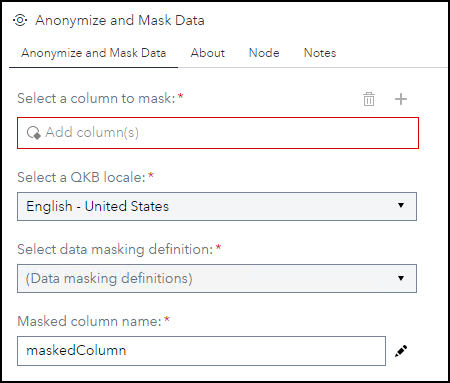 Anonymize and Mask Data
Anonymize and Mask Data About Node Notes
Select a column to mask: *
Add column(s)
Select a QKB locale: *
English - United States
Select data masking definition: *
(Data masking definitions)
Masked column name: *
maskedColumn